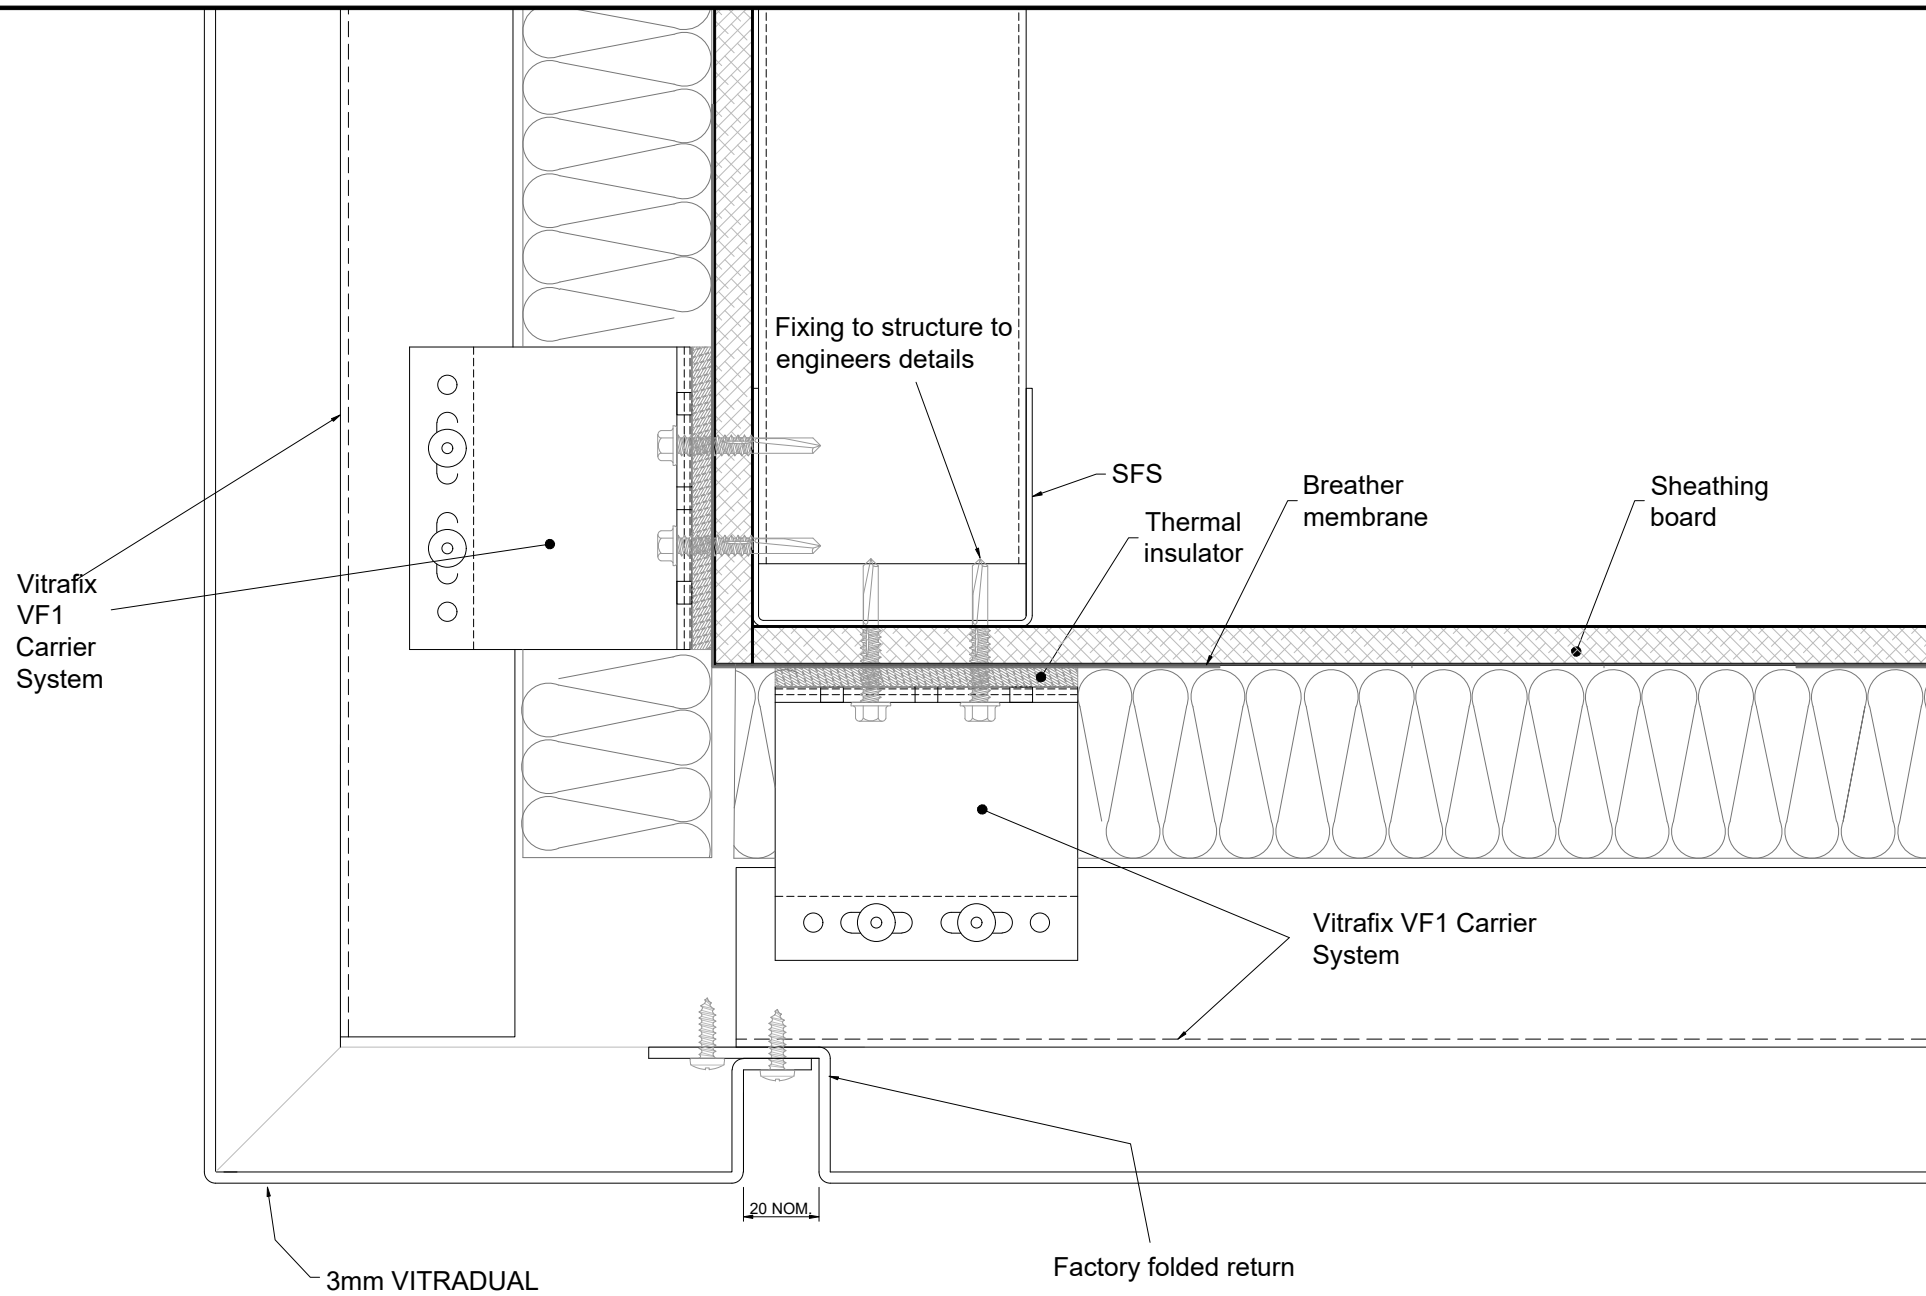 Fixing to structure to
engineers details
SFS
Breather
membrane
Sheathing
board
Thermal
insulator
Vitrafix
VF1
Carrier
System
Vitrafix VF1 Carrier
System
20 NOM.
Factory folded return
3mm VITRADUAL